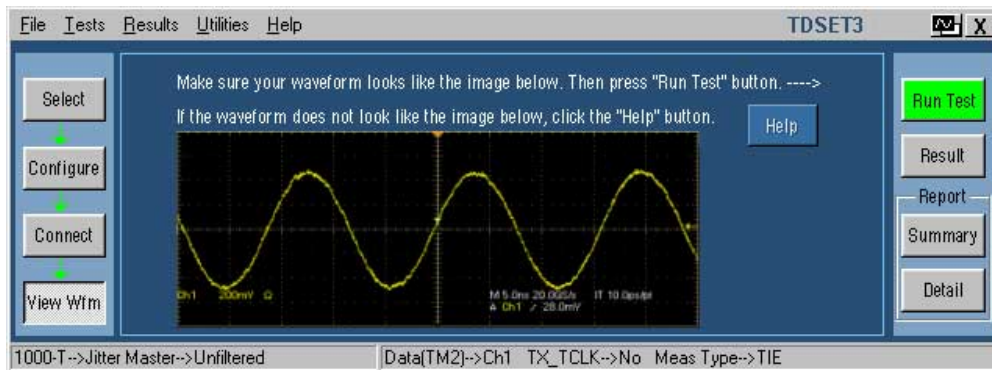 File Tests Results Utilities Help TDSET3 X
Make sure your waveform looks like the image below. Then press "Run Test" button. ---->
If the waveform does not look like the image below, click the "Help" button.
Help
Select
Configure
Connect
View Wfm
Ch1 200mV Ω
M 5.0ns 20.0GS/s IT 10.0ps/pt
A Ch1 / 28.0mV
Run Test
Result
Report
Summary
Detail
1000-T-->Jitter Master-->Unfiltered Data(TM2)-->Ch1 TX_TCLK-->No Meas Type-->TIE